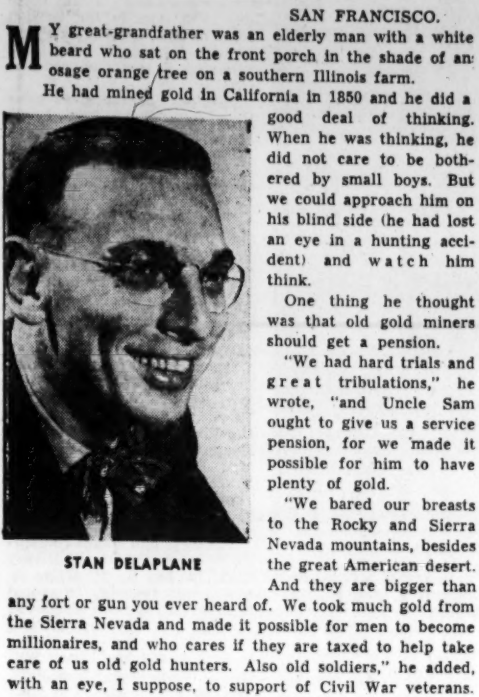 SAN FRANCISCO.
MY great-grandfather was an elderly man with a white
beard who sat on the front porch in the shade of an
osage orange tree on a southern Illinois farm.
He had mined gold in California in 1850 and he did a
good deal of thinking.
When he was thinking, he
did not care to be both-
ered by small boys. But
we could approach him on
his blind side (he had lost
an eye in a hunting acci-
dent) and watch him
think.
One thing he thought
was that old gold miners
should get a pension.
"We had hard trials and
great tribulations," he
wrote, "and Uncle Sam
ought to give us a service
pension, for we made it
possible for him to have
plenty of gold.
"We bared our breasts
to the Rocky and Sierra
Nevada mountains, besides
the great American desert.
And they are bigger than
any fort or gun you ever heard of. We took much gold from
the Sierra Nevada and made it possible for men to become
millionaires, and who cares if they are taxed to help take
care of us old gold hunters. Also old soldiers," he added,
with an eye, I suppose, to support of Civil War veterans.
STAN DELAPLANE